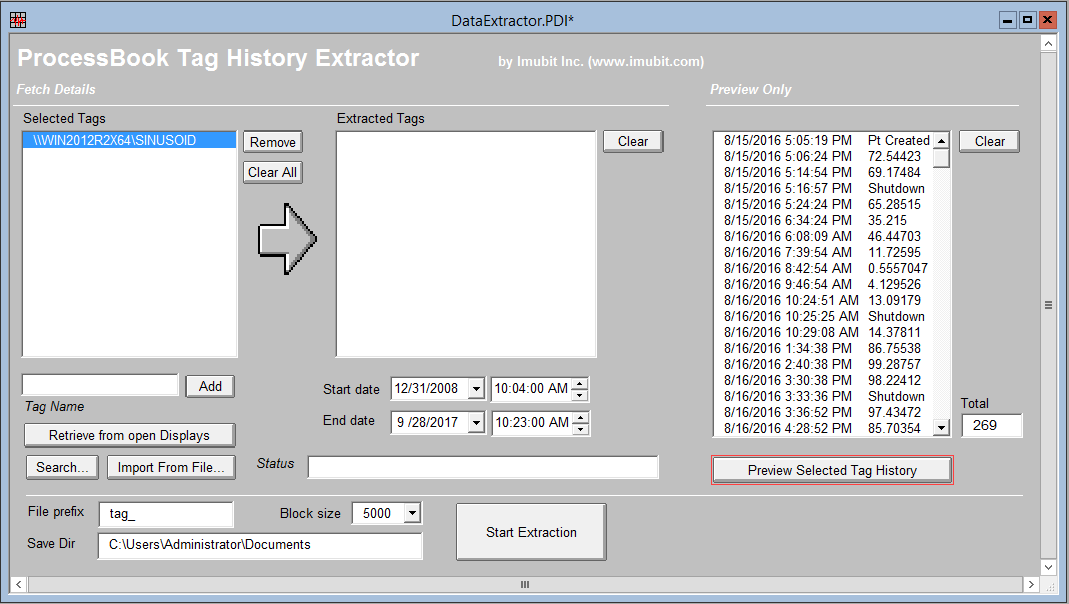 DataExtractor.PDI*
ProcessBook Tag History Extractor
by Imubit Inc. (www.imubit.com)
Fetch Details
Preview Only
Selected Tags
Extracted Tags
\\WIN2012R2X64\SINUSOID
Remove
Clear All
Clear
8/15/2016 5:05:19 PM Pt Created
8/15/2016 5:06:24 PM 72.54423
8/15/2016 5:14:54 PM 69.17484
8/15/2016 5:16:57 PM Shutdown
8/15/2016 5:24:24 PM 65.28515
8/15/2016 6:34:24 PM 35.215
8/16/2016 6:08:09 AM 46.44703
8/16/2016 7:39:54 AM 11.72595
8/16/2016 8:42:54 AM 0.5557047
8/16/2016 9:46:54 AM 4.129526
8/16/2016 10:24:51 AM 13.09179
8/16/2016 10:25:25 AM Shutdown
8/16/2016 10:29:08 AM 14.37811
8/16/2016 1:34:38 PM 86.75538
8/16/2016 2:40:38 PM 99.28757
8/16/2016 3:30:38 PM 98.22412
8/16/2016 3:33:36 PM Shutdown
8/16/2016 3:36:52 PM 97.43472
8/16/2016 4:28:52 PM 85.70354
Clear
Total
269
Add
Tag Name
Start date 12/31/2008 10:04:00 AM
End date 9 /28/2017 10:23:00 AM
Retrieve from open Displays
Search...
Import From File...
Status
Preview Selected Tag History
File prefix tag_
Block size 5000
Save Dir C:\Users\Administrator\Documents
Start Extraction